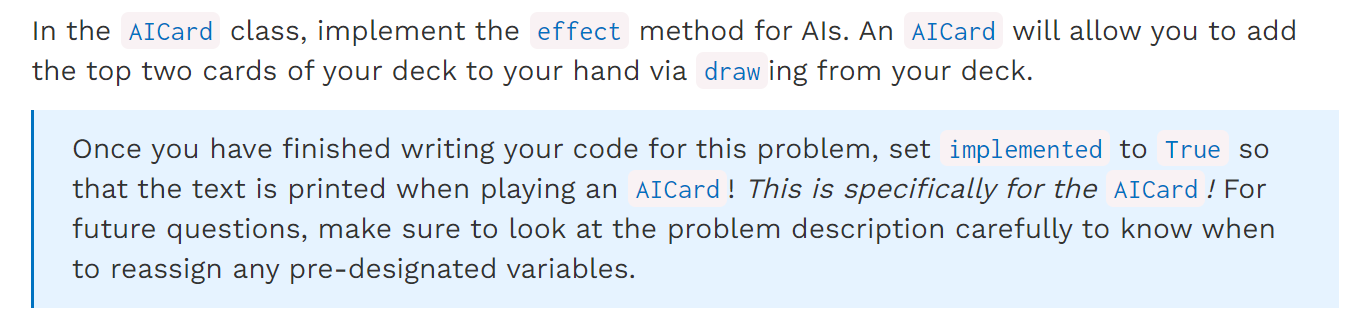 In the AICard class, implement the effect method for AIs. An AICard will allow you to add
the top two cards of your deck to your hand via drawing from your deck.
Once you have finished writing your code for this problem, set implemented to True so
that the text is printed when playing an AICard! This is specifically for the AICard! For
future questions, make sure to look at the problem description carefully to know when
to reassign any pre-designated variables.